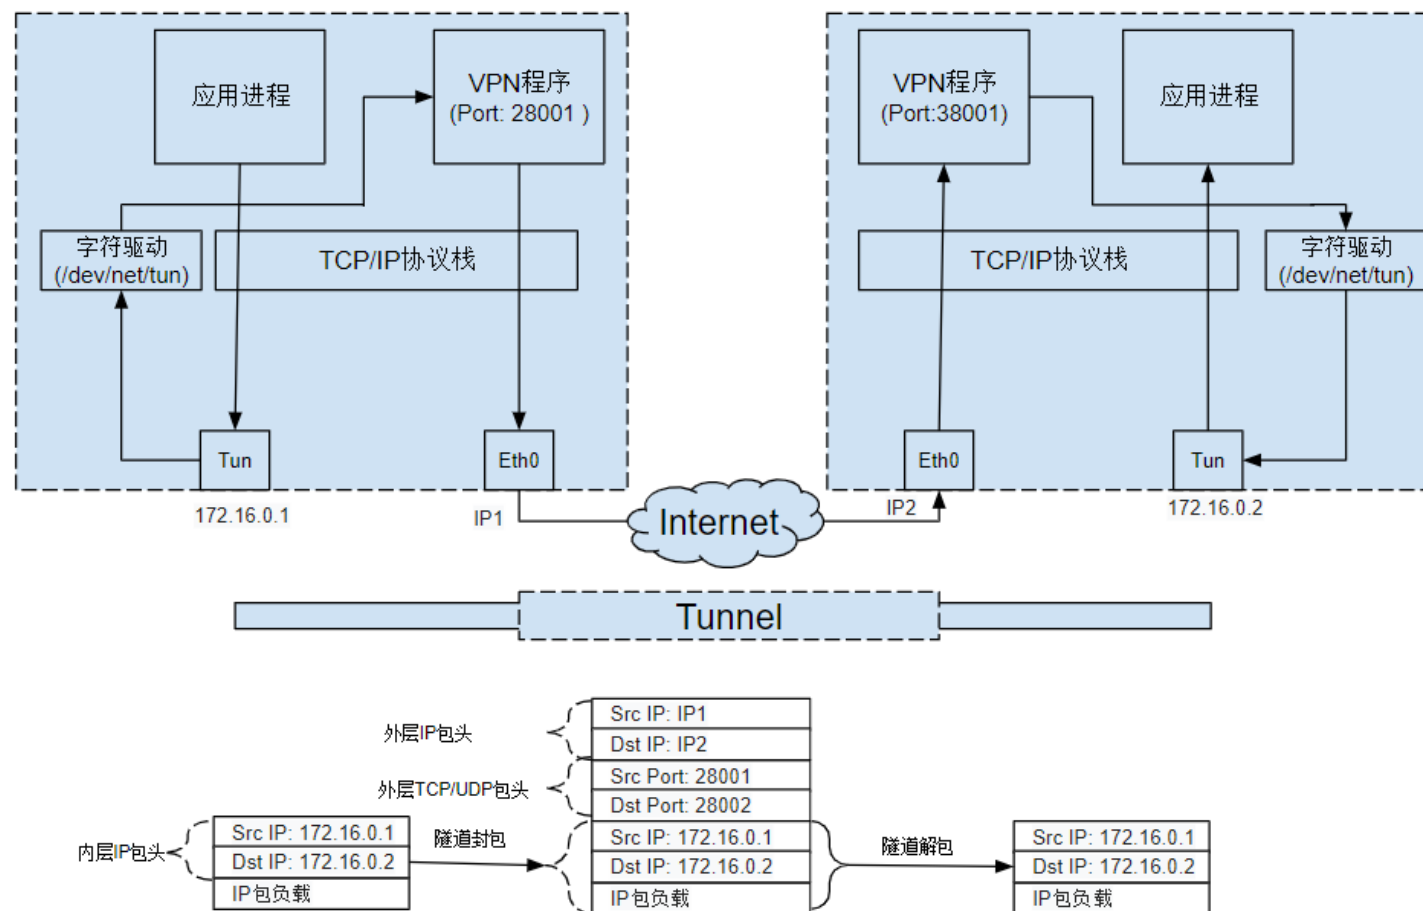 应用进程
VPN程序
(Port: 28001 )
VPN程序
(Port:38001)
应用进程
字符驱动
(/dev/net/tun)
TCP/IP协议栈
TCP/IP协议栈
字符驱动
(/dev/net/tun)
Tun
Eth0
Eth0
Tun
172.16.0.1
IP1
Internet
IP2
172.16.0.2
Tunnel
外层IP包头
Src IP: IP1
Dst IP: IP2
外层TCP/UDP包头
Src Port: 28001
Dst Port: 28002
内层IP包头
Src IP: 172.16.0.1
Dst IP: 172.16.0.2
IP包负载
隧道封包
Src IP: 172.16.0.1
Dst IP: 172.16.0.2
IP包负载
隧道解包
Src IP: 172.16.0.1
Dst IP: 172.16.0.2
IP包负载